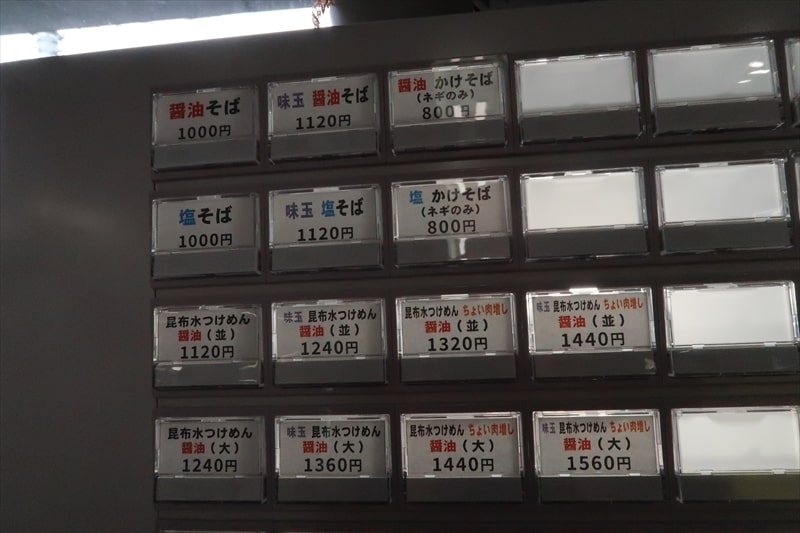 醤油そば
1000円
味玉 醤油そば
1120円
醤油 かけそば
(ネギのみ)
800円
塩そば
1000円
味玉 塩そば
1120円
塩 かけそば
(ネギのみ)
800円
昆布水つけめん
醤油(並)
1120円
味玉 昆布水つけめん
醤油(並)
1240円
昆布水つけめん ちょい肉増し
醤油(並)
1320円
味玉 昆布水つけめん ちょい肉増し
醤油(並)
1440円
昆布水つけめん
醤油(大)
1240円
味玉 昆布水つけめん
醤油(大)
1360円
昆布水つけめん ちょい肉増し
醤油(大)
1440円
味玉 昆布水つけめん ちょい肉増し
醤油(大)
1560円